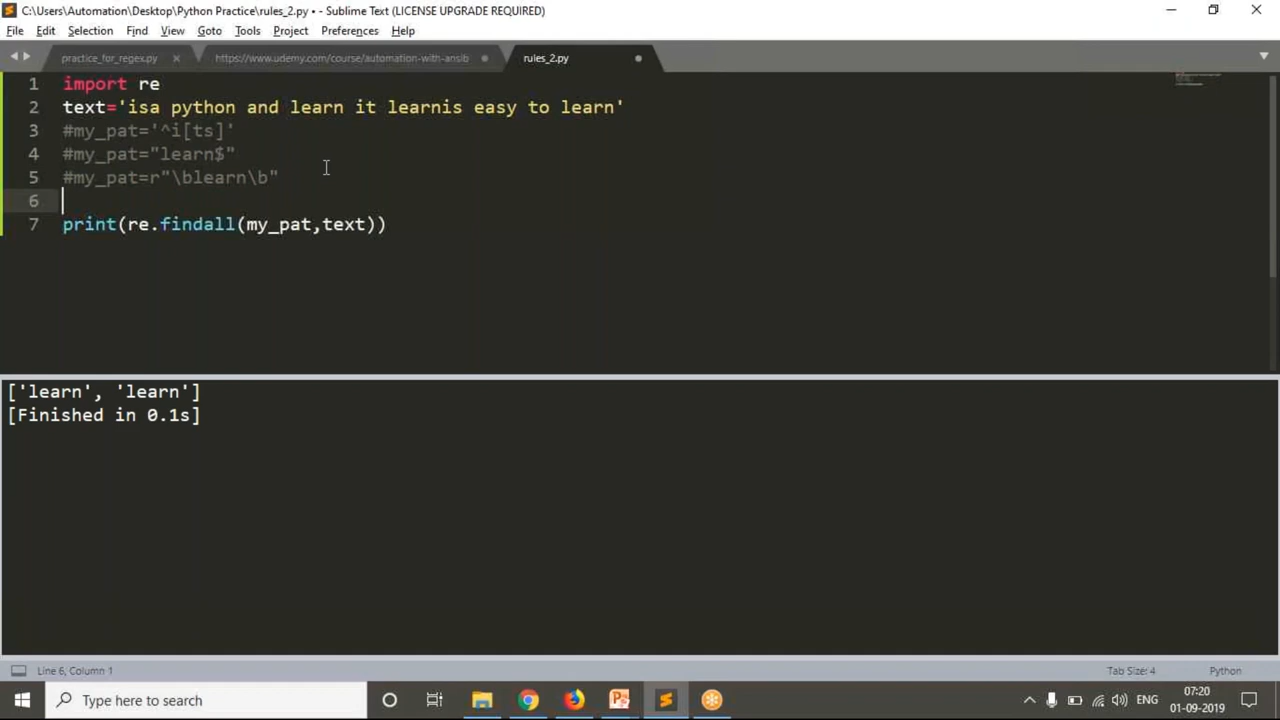 C:\Users\Automation\Desktop\Python Practice\rules_2.py • - Sublime Text (LICENSE UPGRADE REQUIRED)
File Edit Selection Find View Goto Tools Project Preferences Help
practice_for_regex.py https://www.udemy.com/course/automation-with-ansib rules_2.py
1 import re
2 text='isa python and learn it learnis easy to learn'
3 #my_pat='^i[ts]'
4 #my_pat="learn$"
5 #my_pat=r"\blearn\b"
6
7 print(re.findall(my_pat,text))
['learn', 'learn']
[Finished in 0.1s]
Line 6, Column 1 Tab Size: 4 Python
Type here to search ENG 07:20
01-09-2019